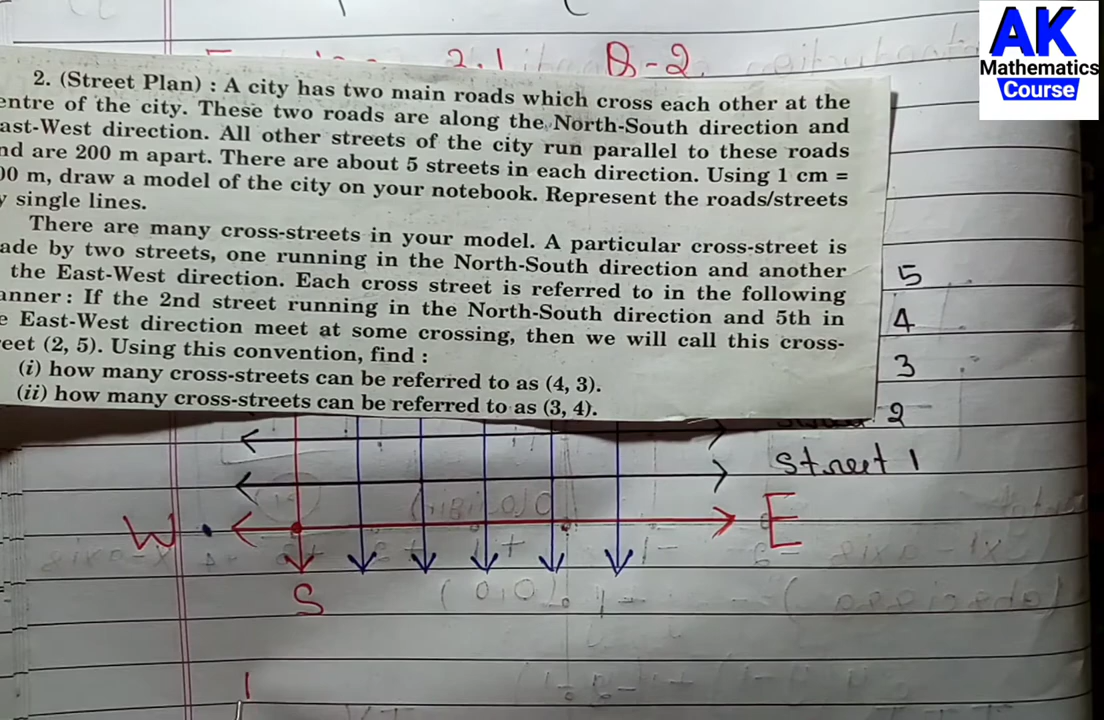 AK
Mathematics
Course
2.1 Q-2.
2. (Street Plan) : A city has two main roads which cross each other at the
entre of the city. These two roads are along the North-South direction and
ast-West direction. All other streets of the city run parallel to these roads
nd are 200 m apart. There are about 5 streets in each direction. Using 1 cm =
00 m, draw a model of the city on your notebook. Represent the roads/streets
y single lines.
There are many cross-streets in your model. A particular cross-street is
ade by two streets, one running in the North-South direction and another
the East-West direction. Each cross street is referred to in the following
anner : If the 2nd street running in the North-South direction and 5th in
e East-West direction meet at some crossing, then we will call this cross-
reet (2, 5). Using this convention, find :
(i) how many cross-streets can be referred to as (4, 3).
(ii) how many cross-streets can be referred to as (3, 4).
5
4
3
2
Street 1
W E
S